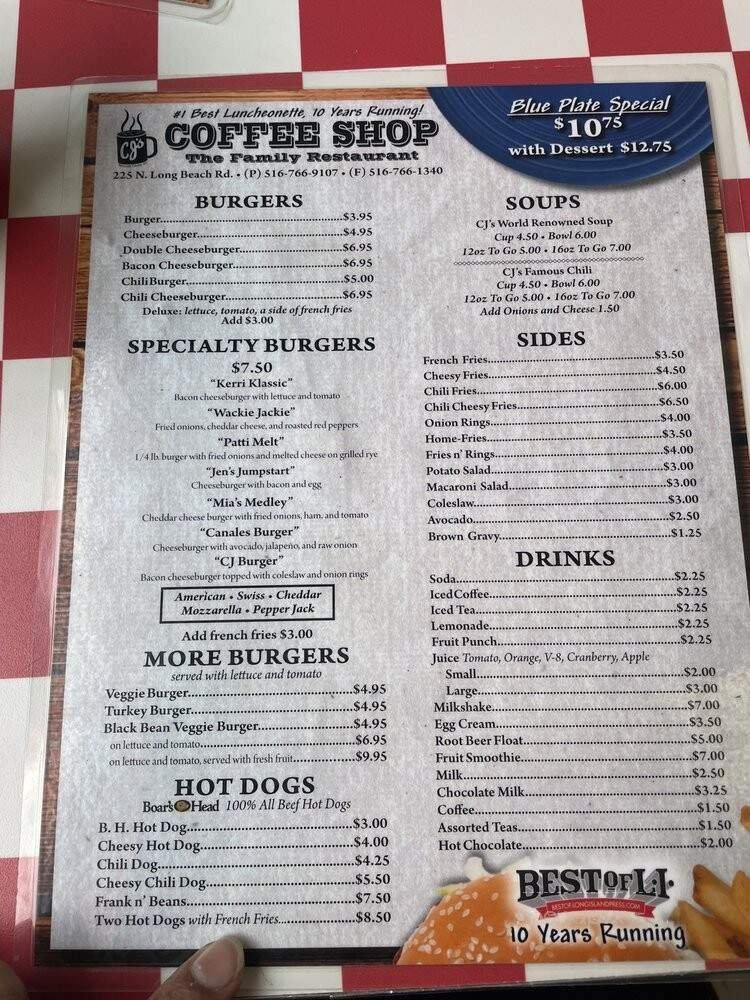 #1 Best Luncheonette, 10 Years Running!
CJ's
COFFEE SHOP
The Family Restaurant
225 N. Long Beach Rd. • (P) 516-766-9107 • (F) 516-766-1340
Blue Plate Special
$10.75
with Dessert $12.75
BURGERS
Burger...$3.95
Cheeseburger...$4.95
Double Cheeseburger...$6.95
Bacon Cheeseburger...$6.95
Chili Burger...$5.00
Chili Cheeseburger...$6.95
Deluxe: lettuce, tomato, a side of french fries
Add $3.00
SPECIALTY BURGERS
$7.50
"Kerri Klassic"
Bacon cheeseburger with lettuce and tomato
"Wackie Jackie"
Fried onions, cheddar cheese, and roasted red peppers
"Patti Melt"
1/4 lb. burger with fried onions and melted cheese on grilled rye
"Jen's Jumpstart"
Cheeseburger with bacon and egg
"Mia's Medley"
Cheddar cheese burger with fried onions, ham, and tomato
"Canales Burger"
Cheeseburger with avocado, jalapeño, and raw onion
"CJ Burger"
Bacon cheeseburger topped with coleslaw and onion rings
American • Swiss • Cheddar
Mozzarella • Pepper Jack
Add french fries $3.00
MORE BURGERS
served with lettuce and tomato
Veggie Burger...$4.95
Turkey Burger...$4.95
Black Bean Veggie Burger...$4.95
on lettuce and tomato...$6.95
on lettuce and tomato, served with fresh fruit...$9.95
HOT DOGS
Boar's Head 100% All Beef Hot Dogs
B. H. Hot Dog...$3.00
Cheesy Hot Dog...$4.00
Chili Dog...$4.25
Cheesy Chili Dog...$5.50
Frank n' Beans...$7.50
Two Hot Dogs with French Fries...$8.50
SOUPS
CJ's World Renowned Soup
Cup 4.50 • Bowl 6.00
12oz To Go 5.00 • 16oz To Go 7.00
CJ's Famous Chili
Cup 4.50 • Bowl 6.00
12oz To Go 5.00 • 16oz To Go 7.00
Add Onions and Cheese 1.50
SIDES
French Fries...$3.50
Cheesy Fries...$4.50
Chili Fries...$6.00
Chili Cheesy Fries...$6.50
Onion Rings...$4.00
Home-Fries...$3.50
Fries n' Rings...$4.00
Potato Salad...$3.00
Macaroni Salad...$3.00
Coleslaw...$3.00
Avocado...$2.50
Brown Gravy...$1.25
DRINKS
Soda...$2.25
Iced Coffee...$2.25
Iced Tea...$2.25
Lemonade...$2.25
Fruit Punch...$2.25
Juice Tomato, Orange, V-8, Cranberry, Apple
Small...$2.00
Large...$3.00
Milkshake...$7.00
Egg Cream...$3.50
Root Beer Float...$5.00
Fruit Smoothie...$7.00
Milk...$2.50
Chocolate Milk...$3.25
Coffee...$1.50
Assorted Teas...$1.50
Hot Chocolate...$2.00
BEST OF L.I.
BESTOFLONGISLANDPRESS.COM
10 Years Running